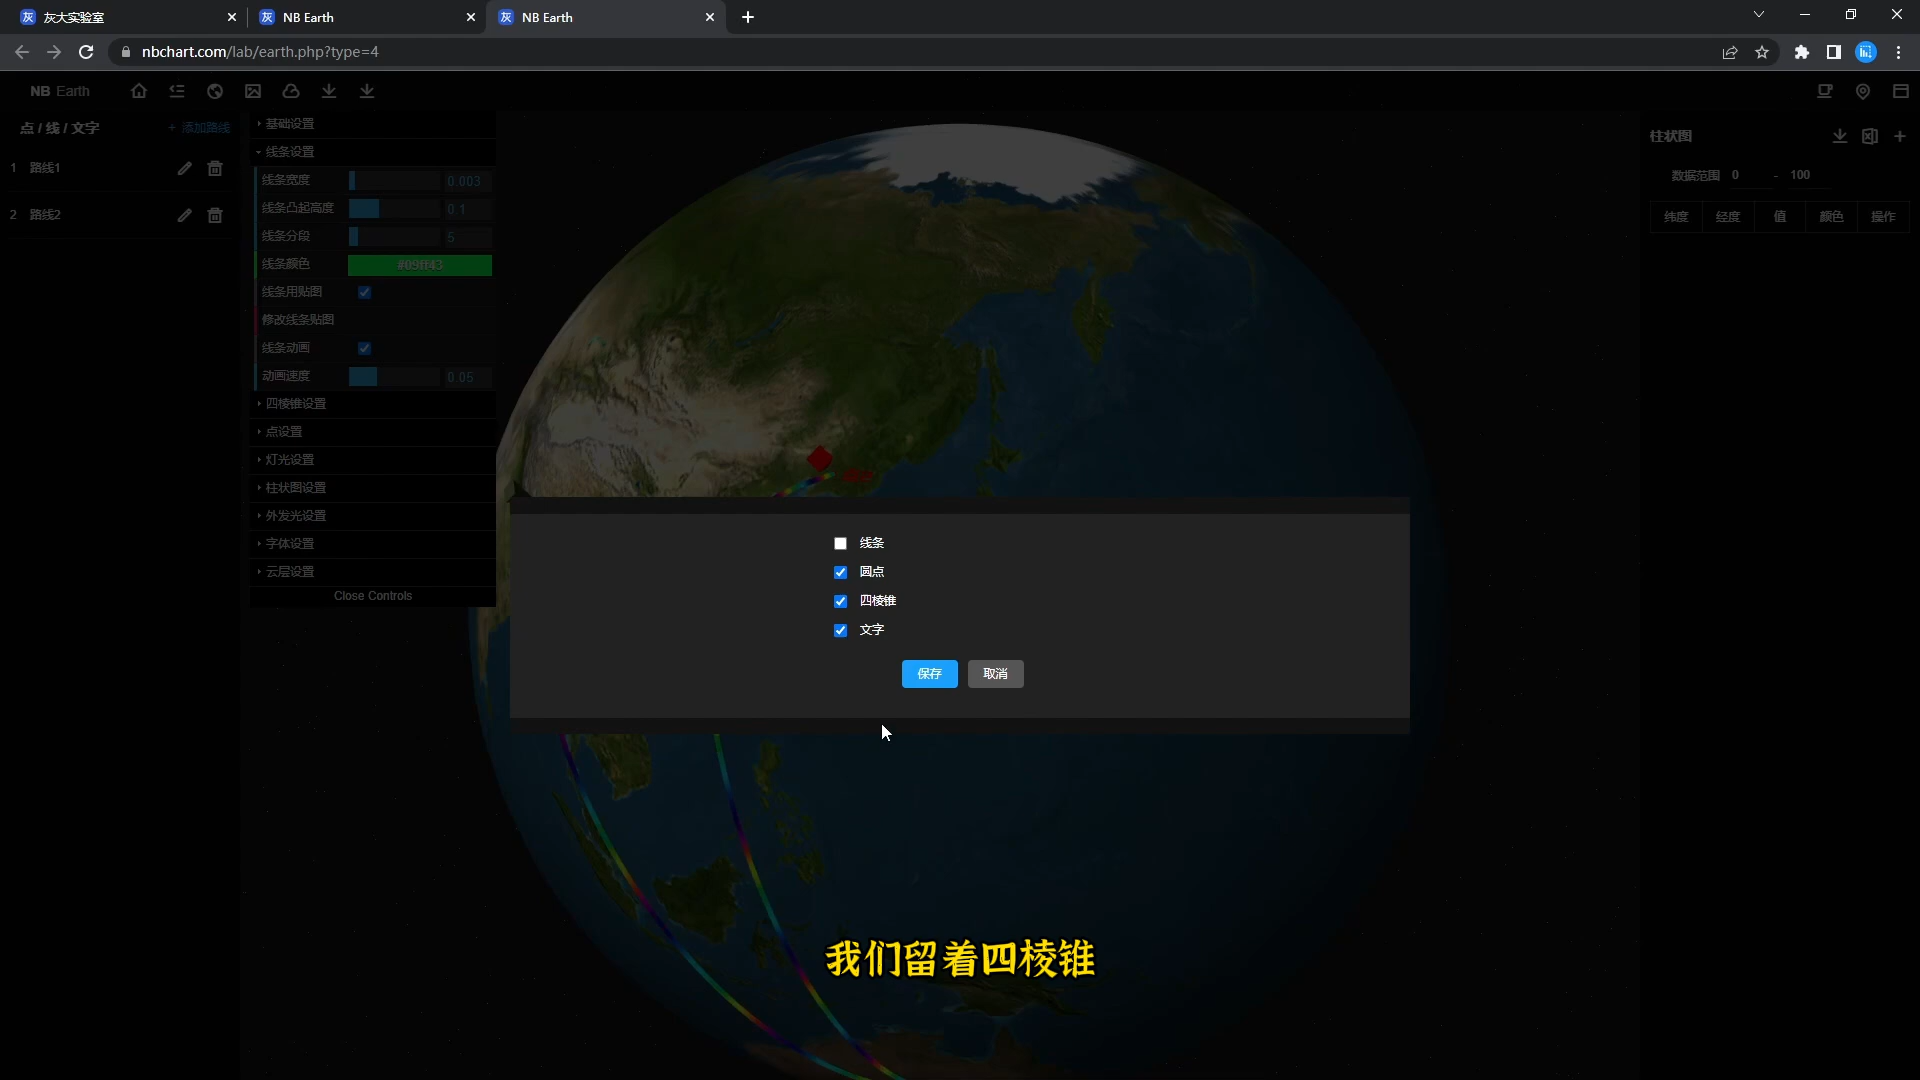 灰大实验室
NB Earth
NB Earth
nbchart.com/lab/earth.php?type=4
NB Earth
点 / 线 / 文字
+ 添加路线
1 路线1
2 路线2
基础设置
线条设置
线条宽度 0.003
线条凸起高度 0.1
线条分段 5
线条颜色 #09ff43
线条用贴图
修改线条贴图
线条动画
动画速度 0.05
四棱锥设置
点设置
灯光设置
柱状图设置
外发光设置
字体设置
云层设置
Close Controls
柱状图
数据范围 0 - 100
纬度 经度 值 颜色 操作
线条
圆点
四棱锥
文字
保存 取消
我们留着四棱锥